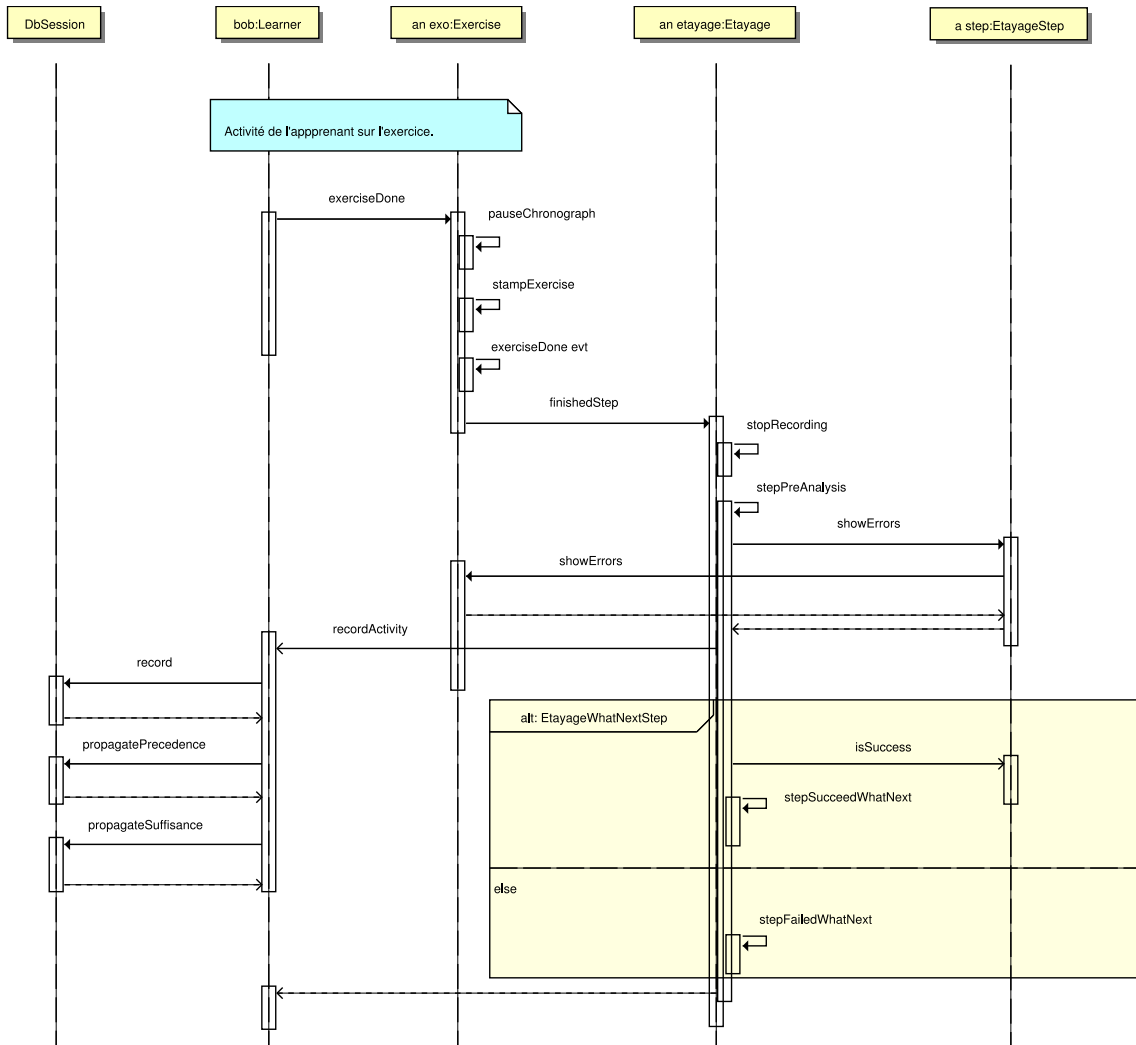 DbSession
bob:Learner
an exo:Exercise
an etayage:Etayage
a step:EtayageStep
Activité de l'appprenant sur l'exercice.
exerciseDone
pauseChronograph
stampExercise
exerciseDone evt
finishedStep
stopRecording
stepPreAnalysis
showErrors
showErrors
recordActivity
record
alt: EtayageWhatNextStep
propagatePrecedence
isSuccess
stepSucceedWhatNext
propagateSuffisance
else
stepFailedWhatNext